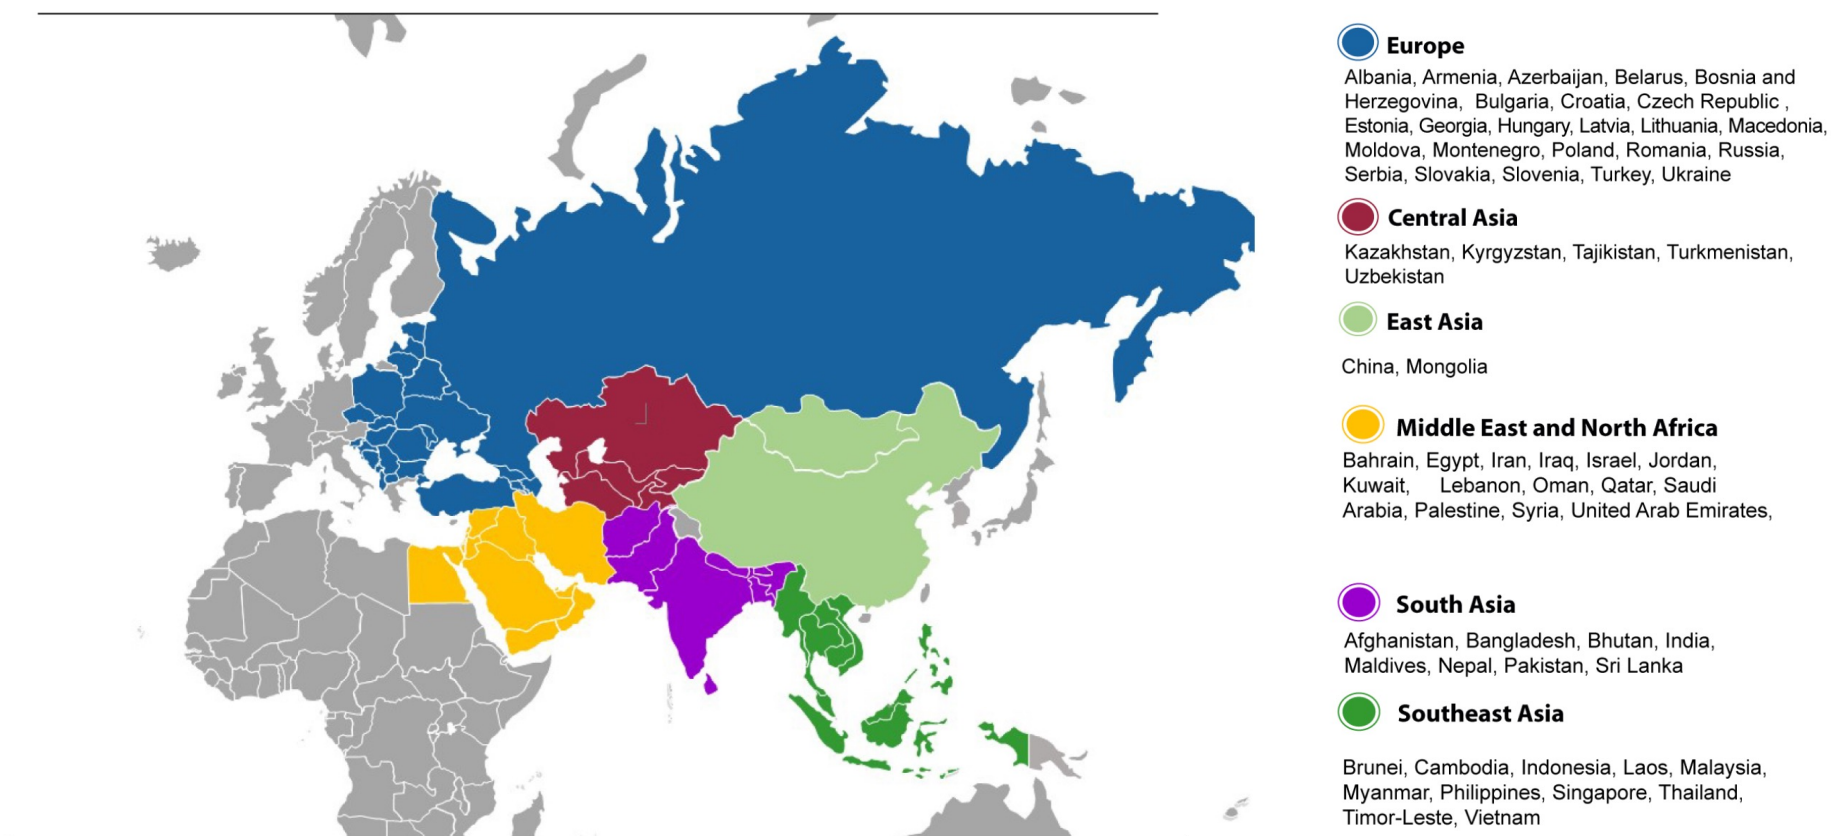 Europe
Albania, Armenia, Azerbaijan, Belarus, Bosnia and
Herzegovina, Bulgaria, Croatia, Czech Republic ,
Estonia, Georgia, Hungary, Latvia, Lithuania, Macedonia,
Moldova, Montenegro, Poland, Romania, Russia,
Serbia, Slovakia, Slovenia, Turkey, Ukraine
Central Asia
Kazakhstan, Kyrgyzstan, Tajikistan, Turkmenistan,
Uzbekistan
East Asia
China, Mongolia
Middle East and North Africa
Bahrain, Egypt, Iran, Iraq, Israel, Jordan,
Kuwait, Lebanon, Oman, Qatar, Saudi
Arabia, Palestine, Syria, United Arab Emirates,
South Asia
Afghanistan, Bangladesh, Bhutan, India,
Maldives, Nepal, Pakistan, Sri Lanka
Southeast Asia
Brunei, Cambodia, Indonesia, Laos, Malaysia,
Myanmar, Philippines, Singapore, Thailand,
Timor-Leste, Vietnam